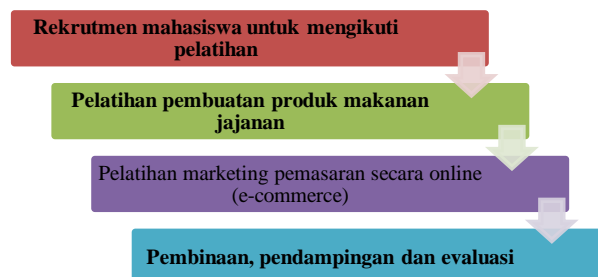 Rekrutmen mahasiswa untuk mengikuti
pelatihan
Pelatihan pembuatan produk makanan
jajanan
Pelatihan marketing pemasaran secara online
(e-commerce)
Pembinaan, pendampingan dan evaluasi